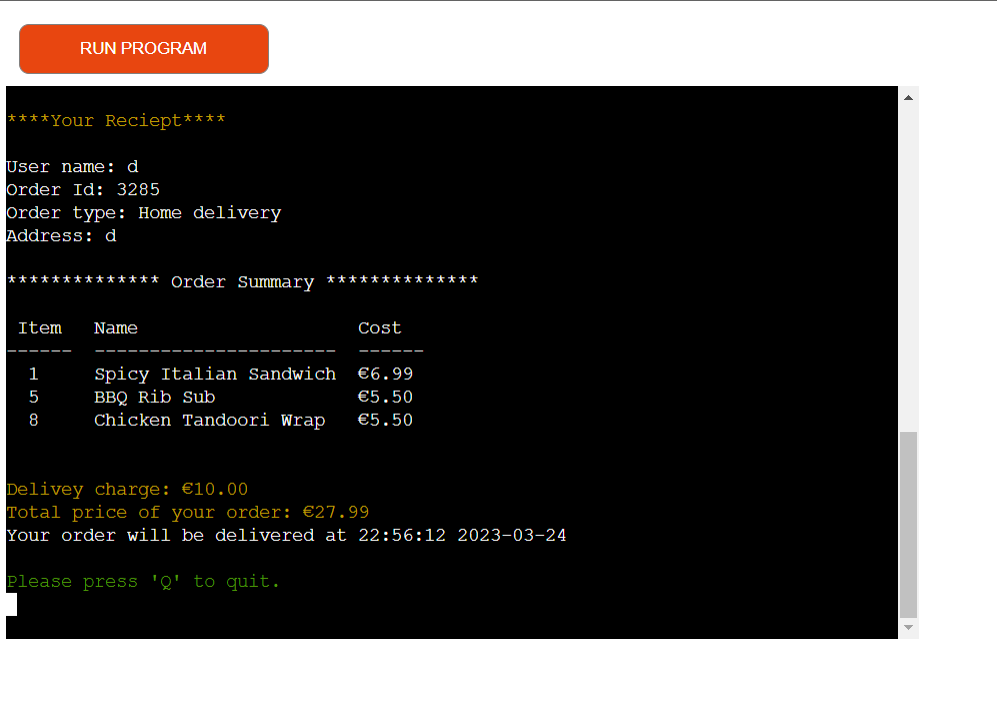 RUN PROGRAM
****Your Reciept****
User name: d
Order Id: 3285
Order type: Home delivery
Address: d
************** Order Summary **************
Item Name Cost
------ ---------------------- ------
1 Spicy Italian Sandwich €6.99
5 BBQ Rib Sub €5.50
8 Chicken Tandoori Wrap €5.50
Delivey charge: €10.00
Total price of your order: €27.99
Your order will be delivered at 22:56:12 2023-03-24
Please press 'Q' to quit.